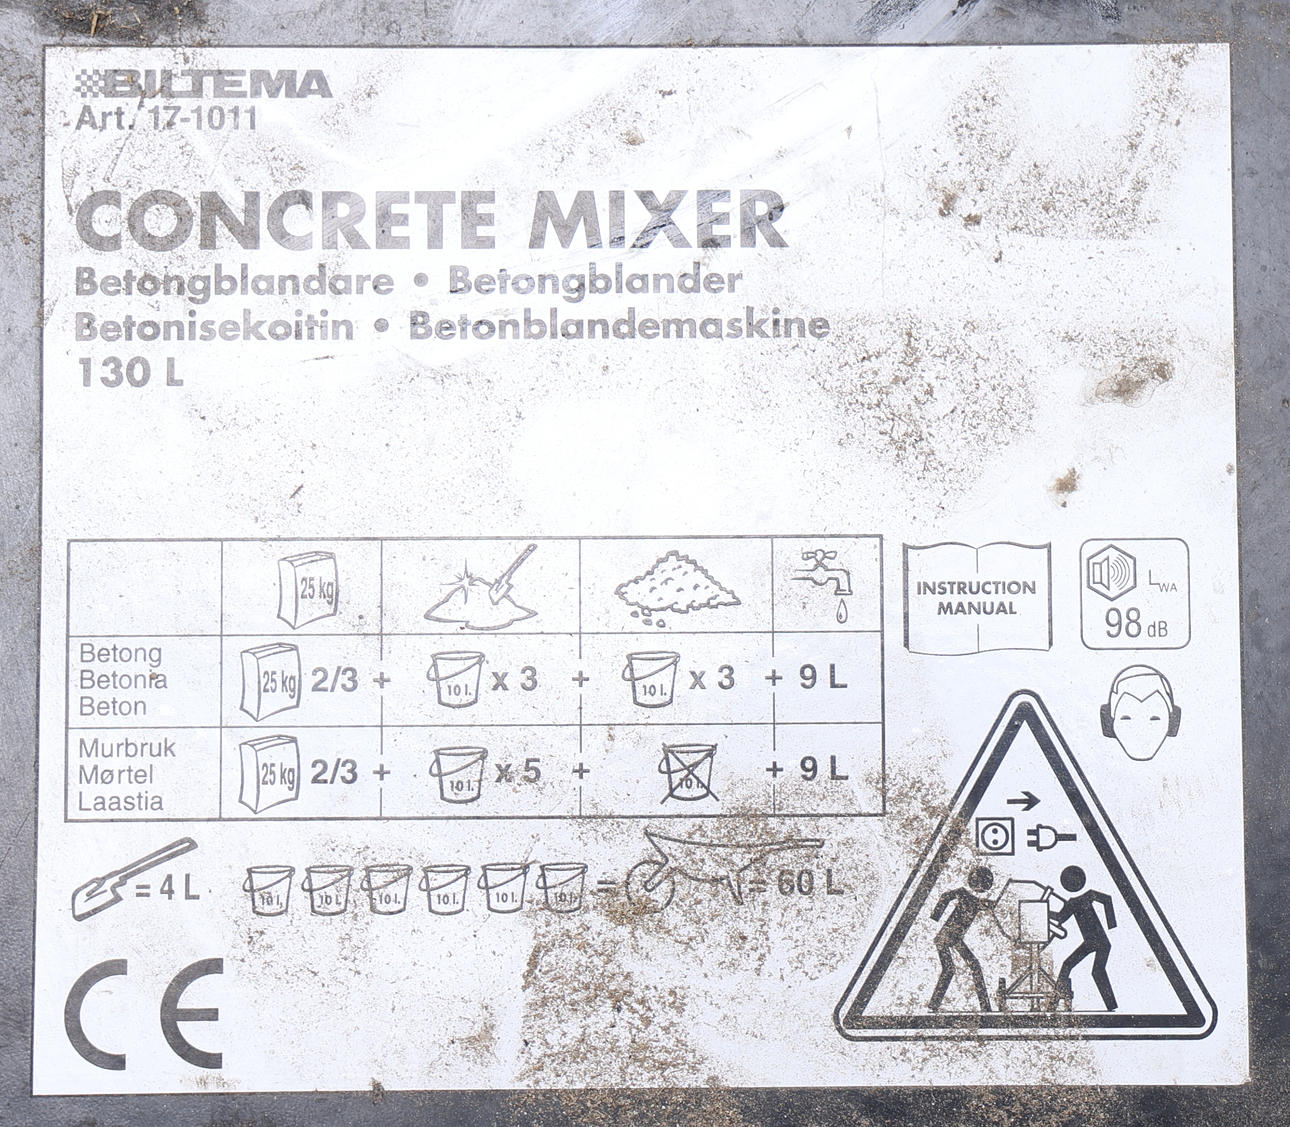 BILTEMA
Art. 17-1011
CONCRETE MIXER
Betongblandare • Betongblander
Betonisekoitin • Betonblandemaskine
130 L
25 kg
INSTRUCTION
MANUAL
LWA
98 dB
Betong
Betonia
Beton
25 kg 2/3 + 10 l. x 3 + 10 l. x 3 + 9 L
Murbruk
Mørtel
Laastia
25 kg 2/3 + 10 l. x 5 + 10 l. + 9 L
= 4 L
10 l. 10 l. 10 l. 10 l. 10 l. 10 l. = = 60 L
CE